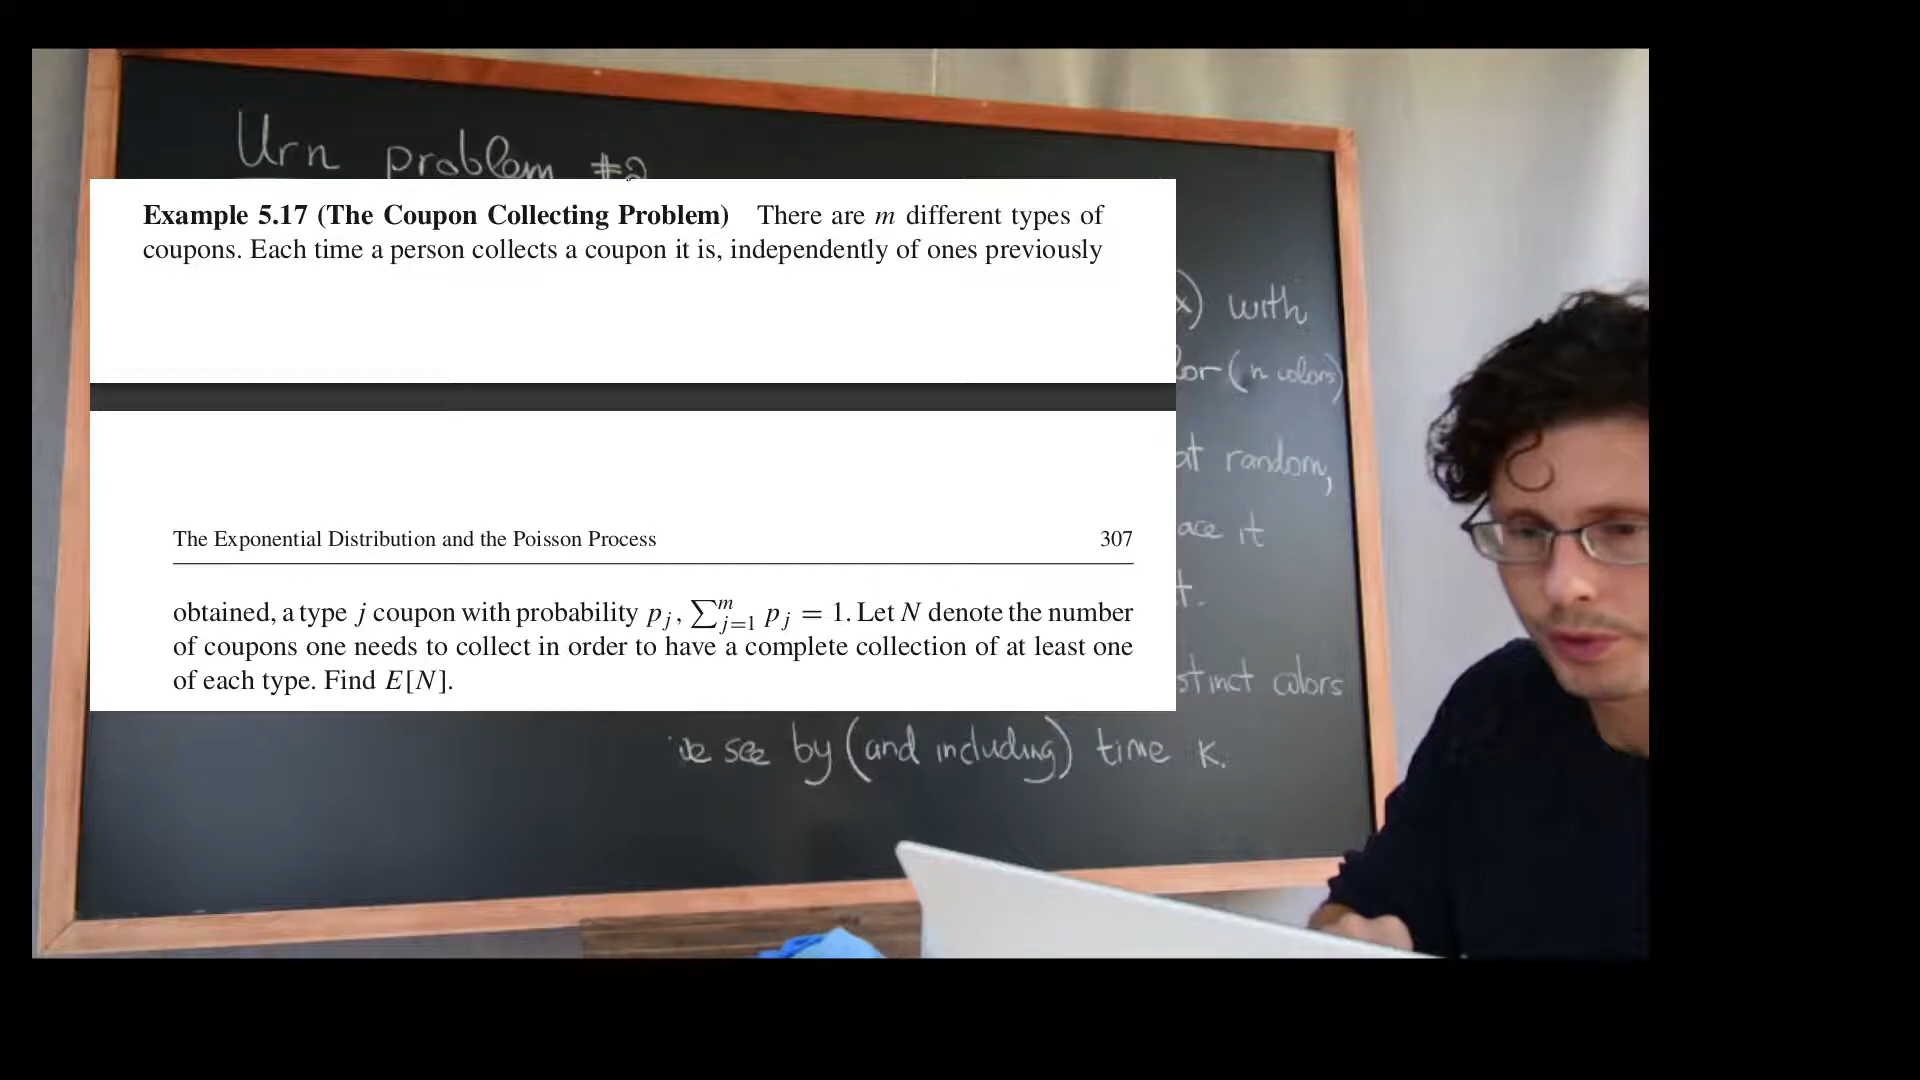 Urn problem #2
Example 5.17 (The Coupon Collecting Problem) There are m different types of
coupons. Each time a person collects a coupon it is, independently of ones previously
with
(n colors)
at random,
it
stinct colors
The Exponential Distribution and the Poisson Process 307
obtained, a type j coupon with probability p_j, ∑_{j=1}^{m} p_j = 1. Let N denote the number
of coupons one needs to collect in order to have a complete collection of at least one
of each type. Find E[N].
see by (and including) time K.